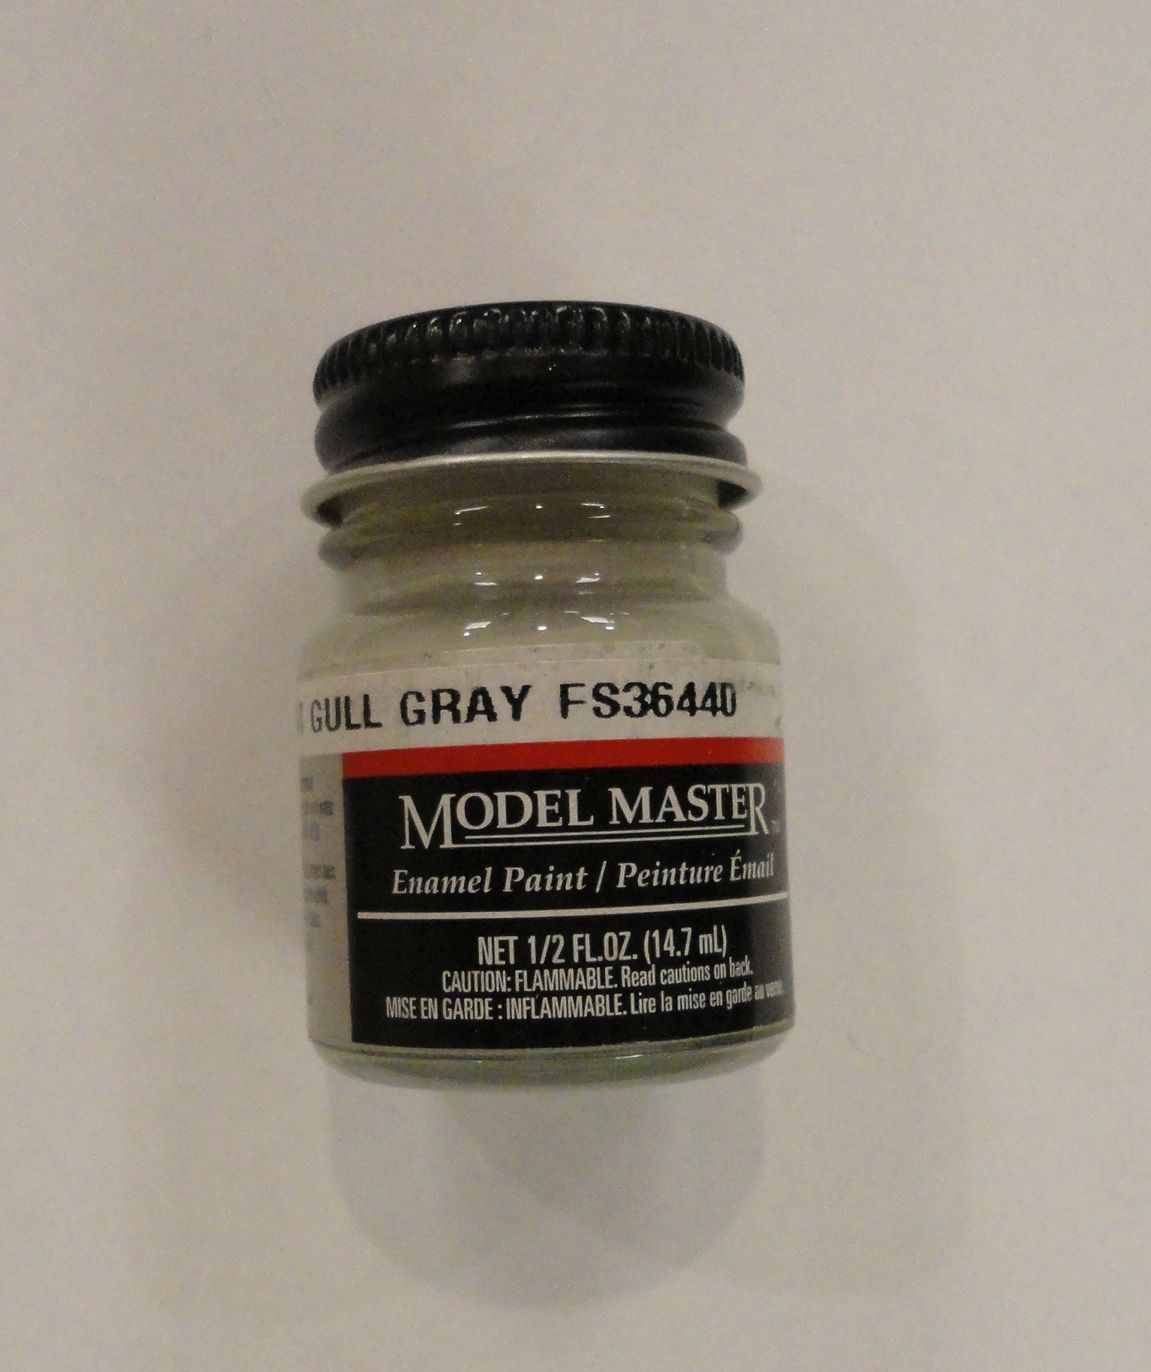 GULL GRAY FS36440
MODEL MASTER
Enamel Paint / Peinture Émail
NET 1/2 FL.OZ. (14.7 mL)
CAUTION: FLAMMABLE. Read cautions on back.
MISE EN GARDE : INFLAMMABLE. Lire la mise en garde au verso.